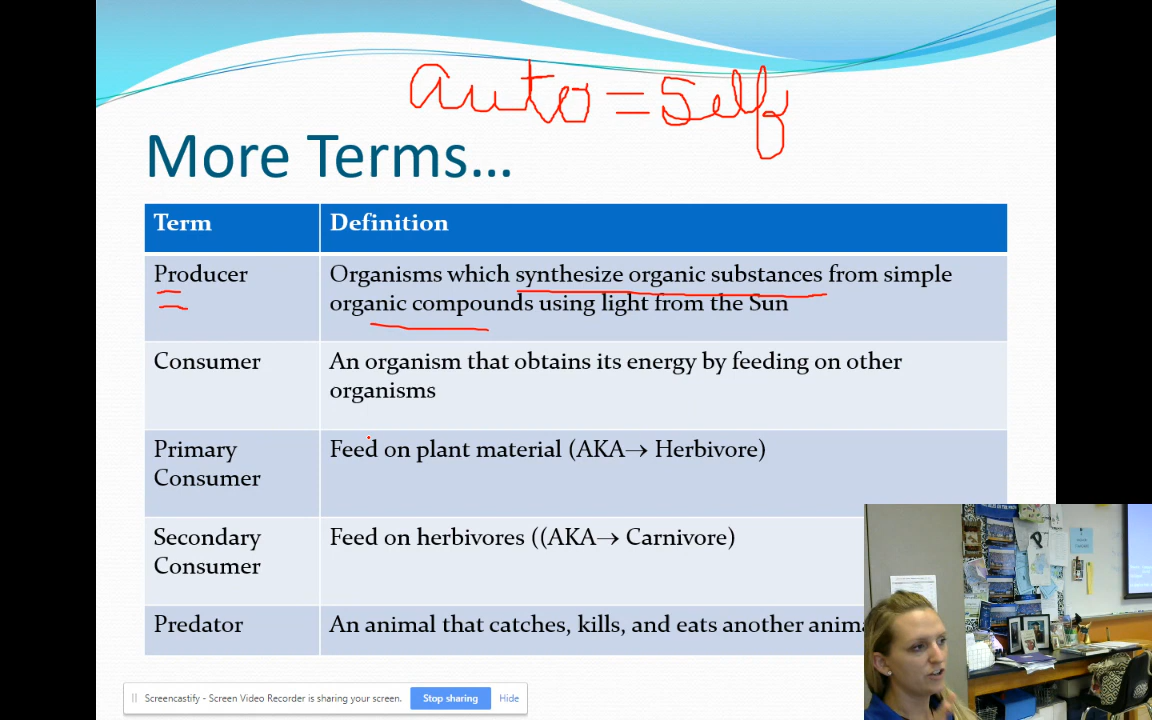 auto = Self
More Terms...
Term
Definition
Producer
Organisms which synthesize organic substances from simple
organic compounds using light from the Sun
Consumer
An organism that obtains its energy by feeding on other
organisms
Primary
Consumer
Feed on plant material (AKA→ Herbivore)
Secondary
Consumer
Feed on herbivores ((AKA→ Carnivore)
Predator
An animal that catches, kills, and eats another anima
Screencastify - Screen Video Recorder is sharing your screen.
Stop sharing
Hide